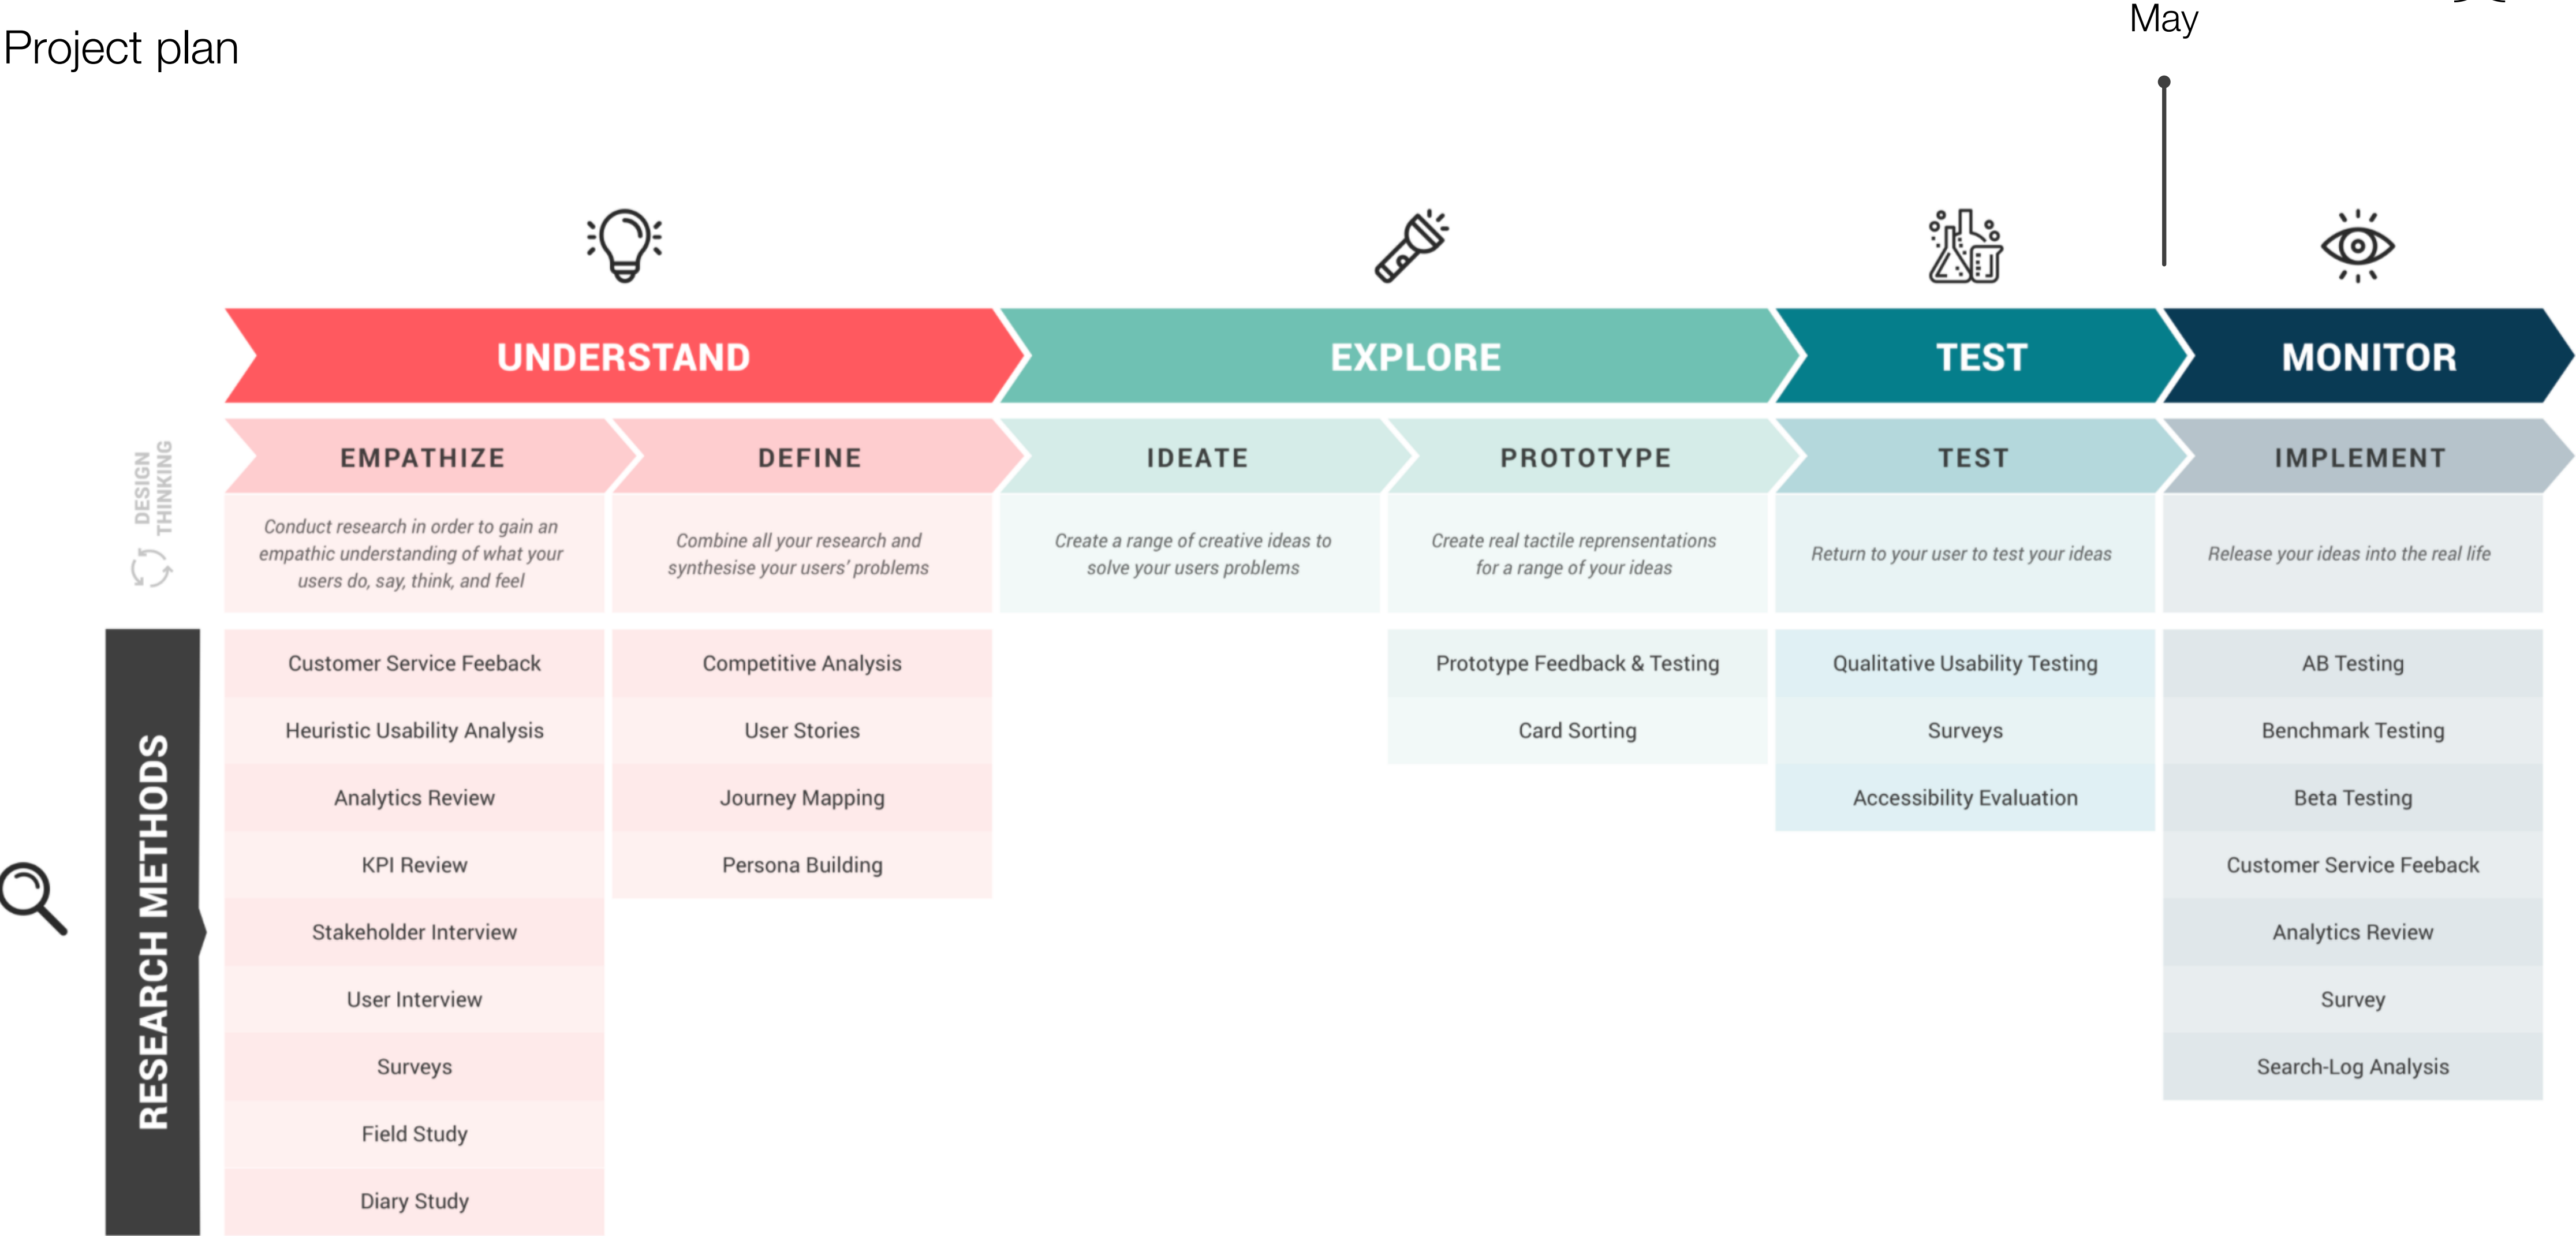 May
Project plan
UNDERSTAND
EXPLORE
TEST
MONITOR
DESIGN
THINKING
EMPATHIZE
DEFINE
IDEATE
PROTOTYPE
TEST
IMPLEMENT
Conduct research in order to gain an
empathic understanding of what your
users do, say, think, and feel
Combine all your research and
synthesise your users' problems
Create a range of creative ideas to
solve your users problems
Create real tactile reprensentations
for a range of your ideas
Return to your user to test your ideas
Release your ideas into the real life
RESEARCH METHODS
Customer Service Feeback
Heuristic Usability Analysis
Analytics Review
KPI Review
Stakeholder Interview
User Interview
Surveys
Field Study
Diary Study
Competitive Analysis
User Stories
Journey Mapping
Persona Building
Prototype Feedback & Testing
Card Sorting
Qualitative Usability Testing
Surveys
Accessibility Evaluation
AB Testing
Benchmark Testing
Beta Testing
Customer Service Feeback
Analytics Review
Survey
Search-Log Analysis